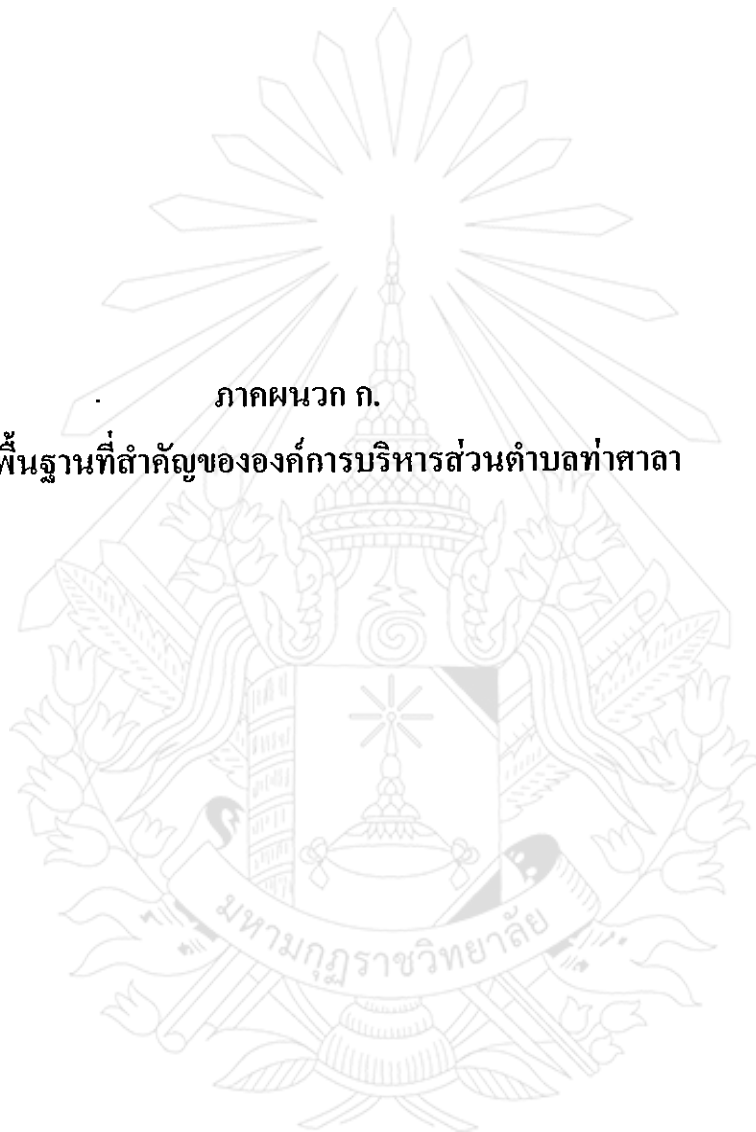 ภาคผนวก ก.
พื้นฐานที่สำคัญขององค์การบริหารส่วนตำบลท่าศาลา
มหามกุฏราชวิทยาลัย